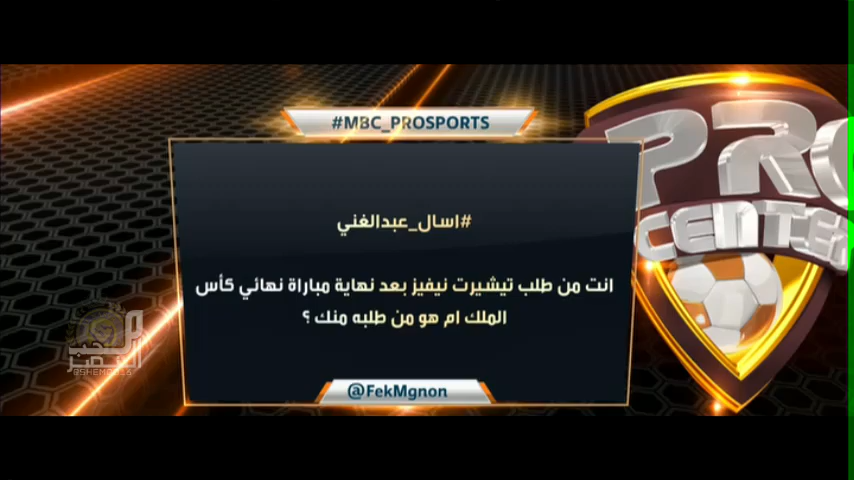 #MBC_PROSPORTS
PRO
CENTER
#اسال_عبدالغني
انت من طلب تيشيرت نيفيز بعد نهاية مباراة نهائي كأس
الملك ام هو من طلبه منك ؟
@FekMgnon